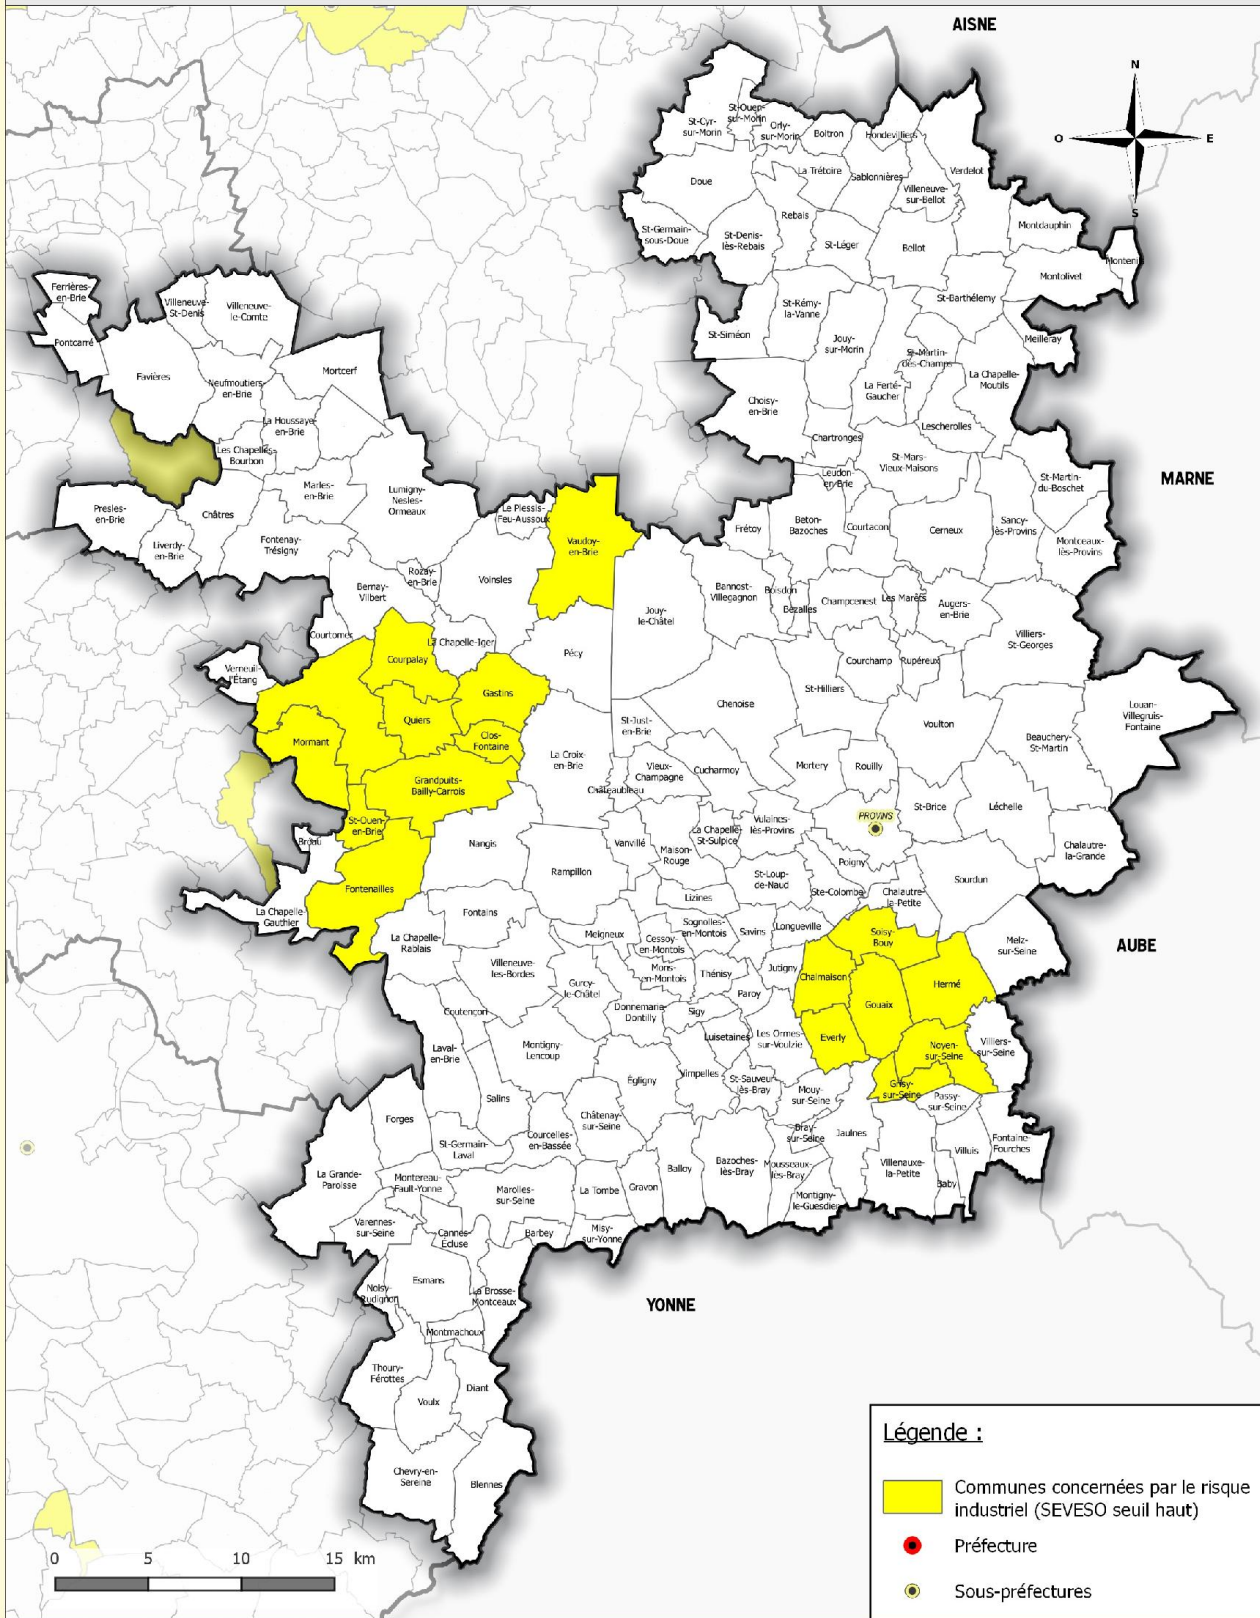 AISNE
N
O
E
S
St-Ouen-
sur-Morin
St-Cyr-
sur-Morin
Orly-
sur-Morin
Boitron
Hondevilliers
Doue
La Trétoire
Sablonnières
Verdelot
Villeneuve-
sur-Bellot
Rebais
St-Germain-
sous-Doue
St-Denis-
lès-Rebais
St-Léger
Bellot
Montdauphin
Montolivet
Ferrières-
en-Brie
Villeneuve-
St-Denis
Villeneuve-
le-Comte
St-Rémy-
la-Vanne
St-Barthélemy
Pontcarré
St-Siméon
Jouy-
sur-Morin
Meilleray
St-Martin-
des-Champs
Favières
Mortcerf
Neufmoutiers-
en-Brie
La Ferté-
Gaucher
La Chapelle-
Moutils
Choisy-
en-Brie
La Houssaye-
en-Brie
Lescherolles
Chartronges
Les Chapelles-
Bourbon
St-Mars-
Vieux-Maisons
Leudon-
en-Brie
St-Martin-
du-Boschet
MARNE
Marles-
en-Brie
Lumigny-
Nesles-
Ormeaux
Presles-
en-Brie
Châtres
Le Plessis-
Feu-Aussoux
Liverdy-
en-Brie
Fontenay-
Trésigny
Vaudoy-
en-Brie
Frétoy
Beton-
Bazoches
Courtacon
Cerneux
Sancy-
lès-Provins
Montceaux-
lès-Provins
Rozay-
en-Brie
Voinsles
Bernay-
Vilbert
Bannost-
Villegagnon
Boisdon
Bezalles
Champcenest
Les Marêts
Augers-
en-Brie
Jouy-
le-Châtel
Courtomer
La Chapelle-Iger
Villiers-
St-Georges
Verneuil-
l'Étang
Courpalay
Pécy
Courchamp
Rupéreux
Gastins
St-Hilliers
Chenoise
Louan-
Villegruis-
Fontaine
Quiers
St-Just-
en-Brie
Voulton
Mormant
Clos-
Fontaine
Beauchery-
St-Martin
La Croix-
en-Brie
Vieux-
Champagne
Cucharmoy
Mortery
Rouilly
Grandpuits-
Bailly-Carrois
Châteaubleau
St-Brice
Léchelle
PROVINS
St-Ouen-
en-Brie
Vulaines-
lès-Provins
Nangis
Vanvillé
La Chapelle-
St-Sulpice
Chalautre-
la-Grande
Maison-
Rouge
Poigny
Rampillon
St-Loup-
de-Naud
Sourdun
Fontenailles
Ste-Colombe
Chalautre-
la-Petite
Lizines
La Chapelle-
Gauthier
Fontains
Sognolles-
en-Montois
Savins
Longueville
Meigneux
Cessoy-
en-Montois
Soisy-
Bouy
La Chapelle-
Rablais
Melz-
sur-Seine
AUBE
Villeneuve-
les-Bordes
Mons-
en-Montois
Thénisy
Jutigny
Chalmaison
Gurcy-
le-Châtel
Hermé
Paroy
Gouaix
Coutençon
Donnemarie-
Dontilly
Sigy
Luisetaines
Les Ormes-
sur-Voulzie
Everly
Laval-
en-Brie
Montigny-
Lencoup
Noyen-
sur-Seine
Villiers-
sur-Seine
Égligny
Vimpelles
St-Sauveur-
lès-Bray
Mouy-
sur-Seine
Grisy-
sur-Seine
Passy-
sur-Seine
Salins
Forges
Châtenay-
sur-Seine
St-Germain-
Laval
Courcelles-
en-Bassée
Bray-
sur-Seine
Jaulnes
Fontaine-
Fourches
Villuis
La Grande-
Paroisse
Montereau-
Fault-Yonne
Marolles-
sur-Seine
La Tombe
Gravon
Balloy
Bazoches-
lès-Bray
Mousseaux-
lès-Bray
Villenauxe-
la-Petite
Baby
Varennes-
sur-Seine
Cannes-
Écluse
Barbey
Misy-
sur-Yonne
Esmans
Noisy-
Rudignon
La Brosse-
Montceaux
YONNE
Montmachoux
Thoury-
Férottes
Diant
Voulx
Chevry-en-
Sereine
Blennes
Légende :
Communes concernées par le risque
industriel (SEVESO seuil haut)
Préfecture
Sous-préfectures
0 5 10 15 km